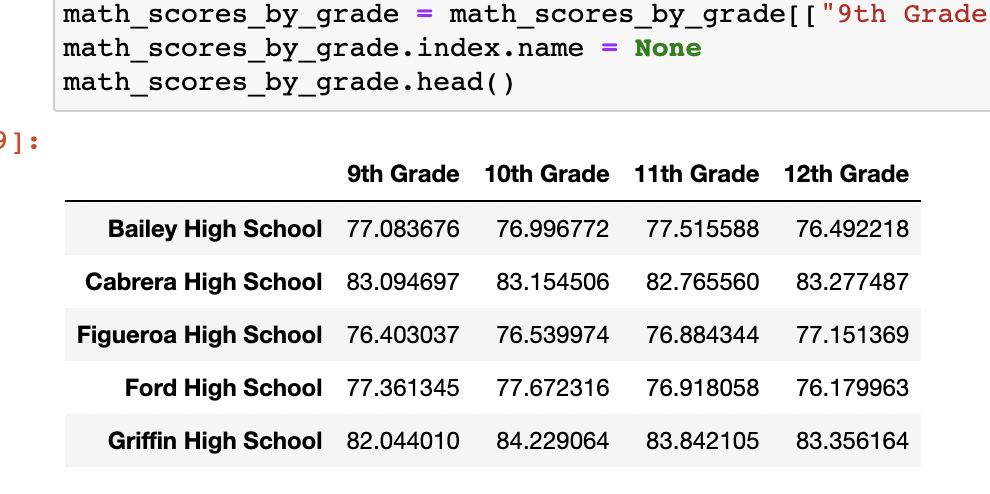 math_scores_by_grade = math_scores_by_grade[["9th Grade
math_scores_by_grade.index.name = None
math_scores_by_grade.head()
9]:
9th Grade 10th Grade 11th Grade 12th Grade
Bailey High School 77.083676 76.996772 77.515588 76.492218
Cabrera High School 83.094697 83.154506 82.765560 83.277487
Figueroa High School 76.403037 76.539974 76.884344 77.151369
Ford High School 77.361345 77.672316 76.918058 76.179963
Griffin High School 82.044010 84.229064 83.842105 83.356164